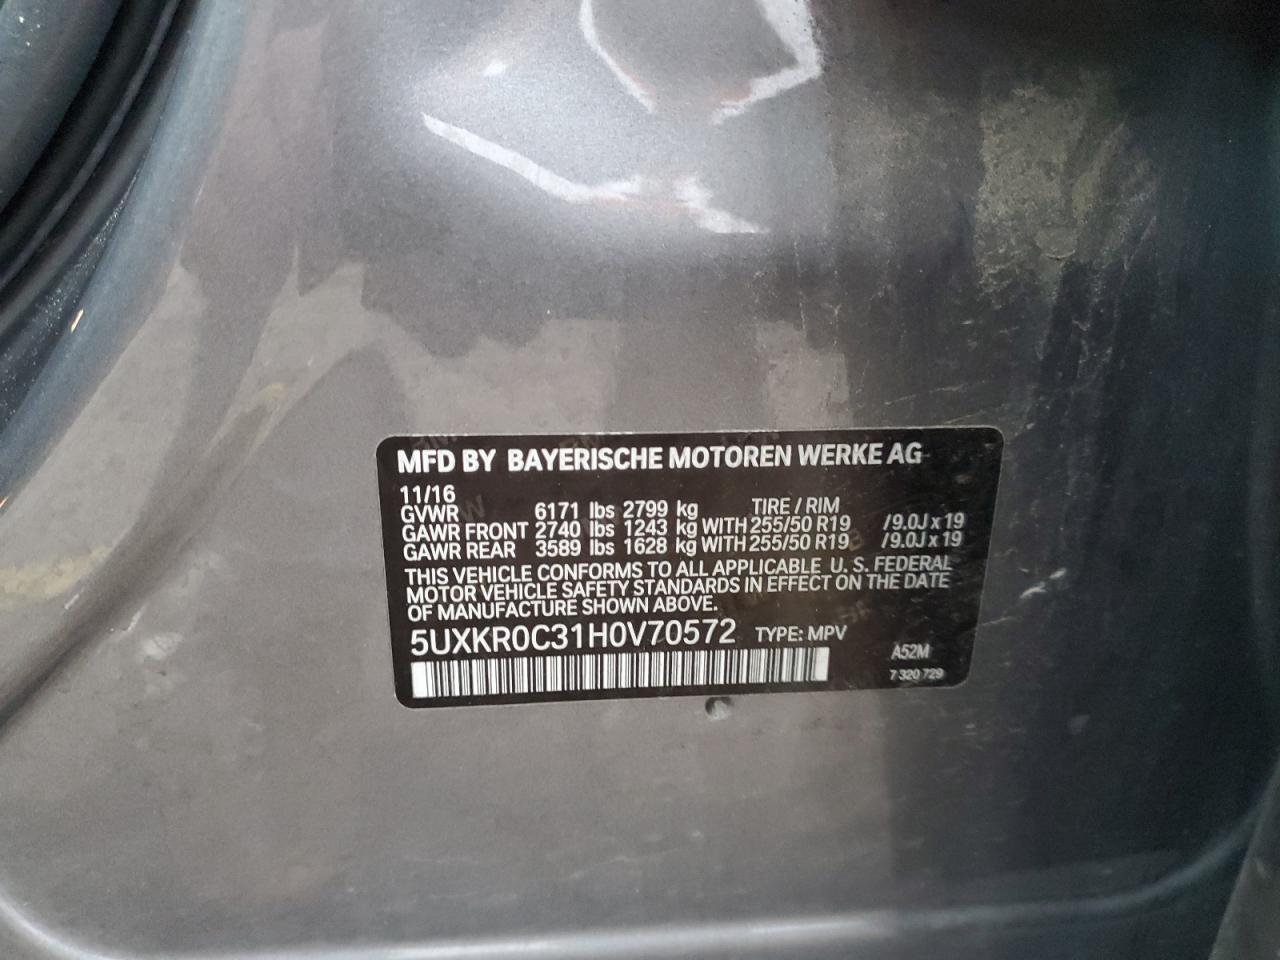 MFD BY BAYERISCHE MOTOREN WERKE AG
11/16
GVWR 6171 lbs 2799 kg TIRE / RIM
GAWR FRONT 2740 lbs 1243 kg WITH 255/50 R19 /9.0J x 19
GAWR REAR 3589 lbs 1628 kg WITH 255/50 R19 /9.0J x 19
THIS VEHICLE CONFORMS TO ALL APPLICABLE U. S. FEDERAL
MOTOR VEHICLE SAFETY STANDARDS IN EFFECT ON THE DATE
OF MANUFACTURE SHOWN ABOVE.
5UXKR0C31H0V70572 TYPE: MPV
A52M
7 320 729